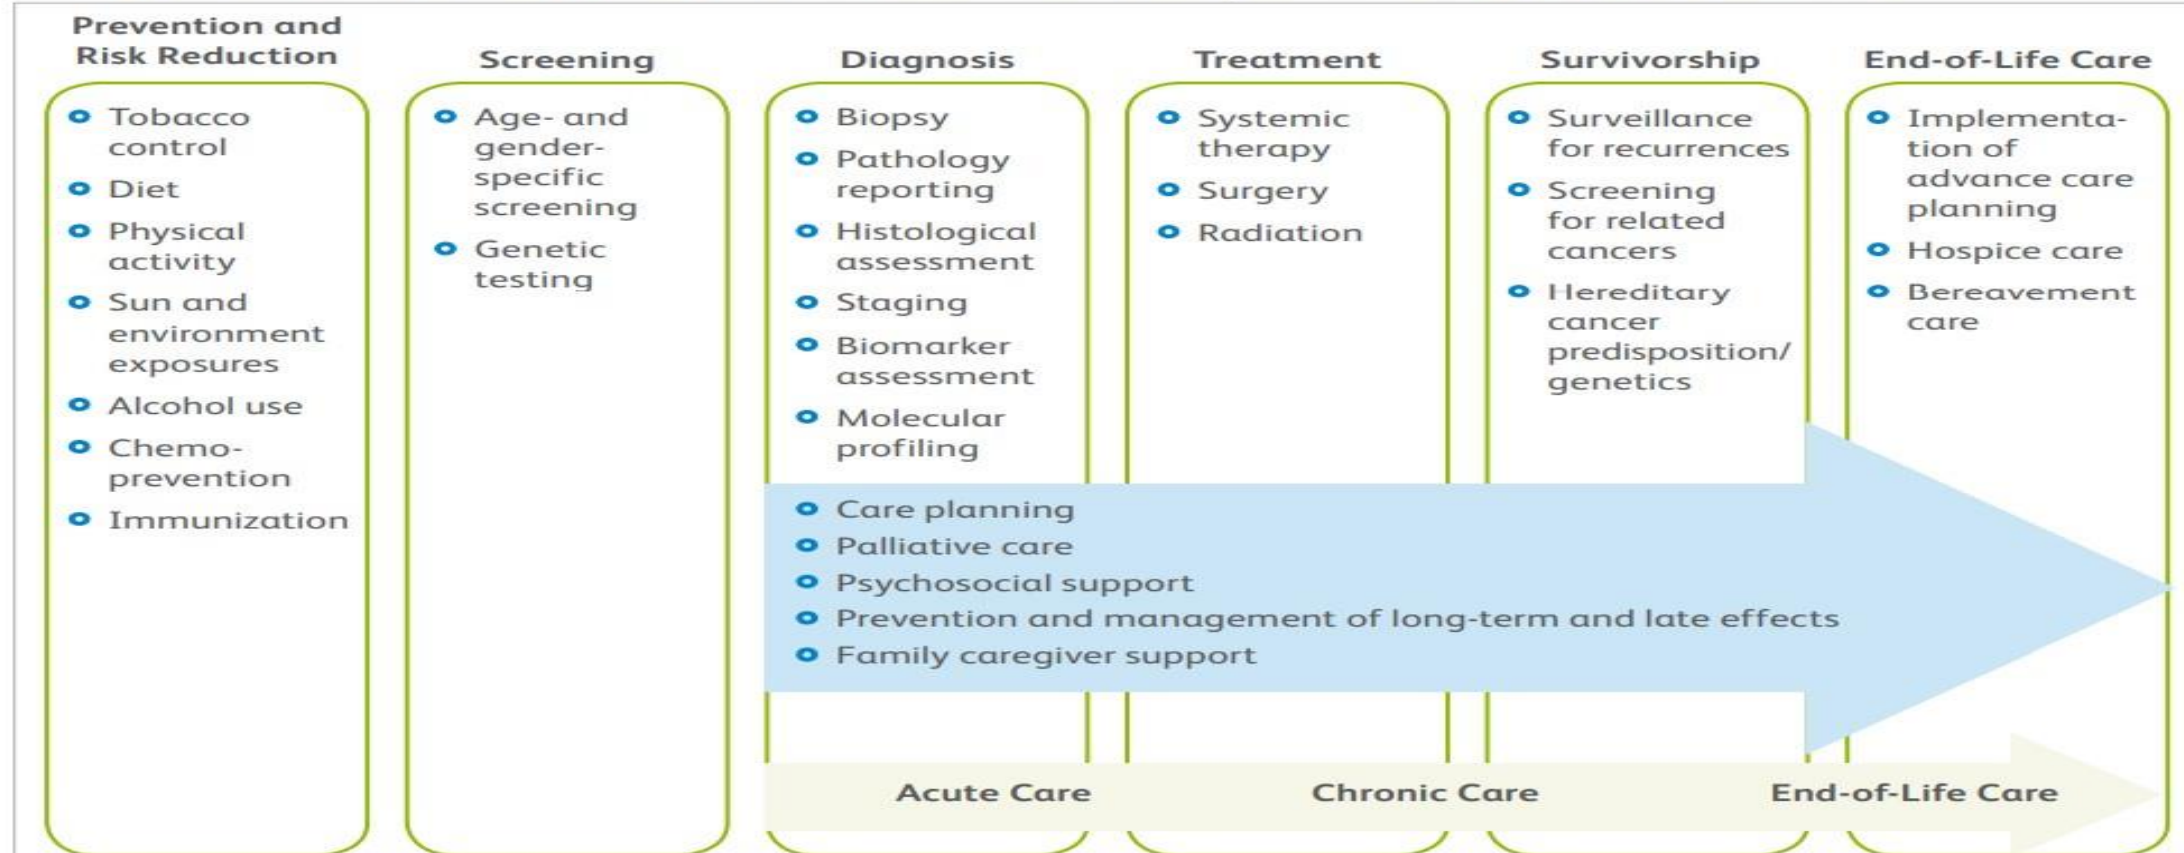 Prevention and
Risk Reduction
Tobacco
control
Diet
Physical
activity
Sun and
environment
exposures
Alcohol use
Chemo-
prevention
Immunization
Screening
Age- and
gender-
specific
screening
Genetic
testing
Diagnosis
Biopsy
Pathology
reporting
Histological
assessment
Staging
Biomarker
assessment
Molecular
profiling
Treatment
Systemic
therapy
Surgery
Radiation
Survivorship
Surveillance
for recurrences
Screening
for related
cancers
Hereditary
cancer
predisposition/
genetics
End-of-Life Care
Implementa-
tion of
advance care
planning
Hospice care
Bereavement
care
Care planning
Palliative care
Psychosocial support
Prevention and management of long-term and late effects
Family caregiver support
Acute Care
Chronic Care
End-of-Life Care